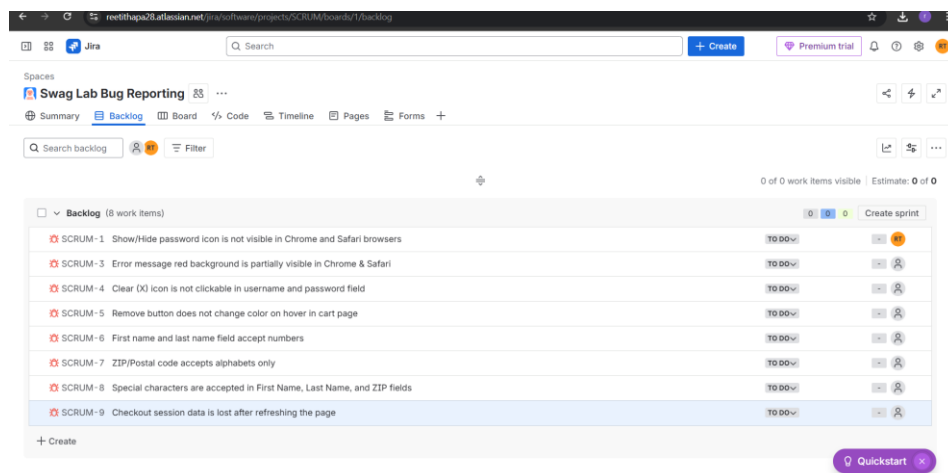 reetithapa28.atlassian.net/jira/software/projects/SCRUM/boards/1/backlog
Jira
Search
+ Create
Premium trial
RT
Spaces
Swag Lab Bug Reporting
Summary Backlog Board Code Timeline Pages Forms
Search backlog
RT
Filter
0 of 0 work items visible Estimate: 0 of 0
Backlog (8 work items) 0 0 0 Create sprint
SCRUM-1 Show/Hide password icon is not visible in Chrome and Safari browsers TO DO - RT
SCRUM-3 Error message red background is partially visible in Chrome & Safari TO DO -
SCRUM-4 Clear (X) icon is not clickable in username and password field TO DO -
SCRUM-5 Remove button does not change color on hover in cart page TO DO -
SCRUM-6 First name and last name field accept numbers TO DO -
SCRUM-7 ZIP/Postal code accepts alphabets only TO DO -
SCRUM-8 Special characters are accepted in First Name, Last Name, and ZIP fields TO DO -
SCRUM-9 Checkout session data is lost after refreshing the page TO DO -
+ Create
Quickstart